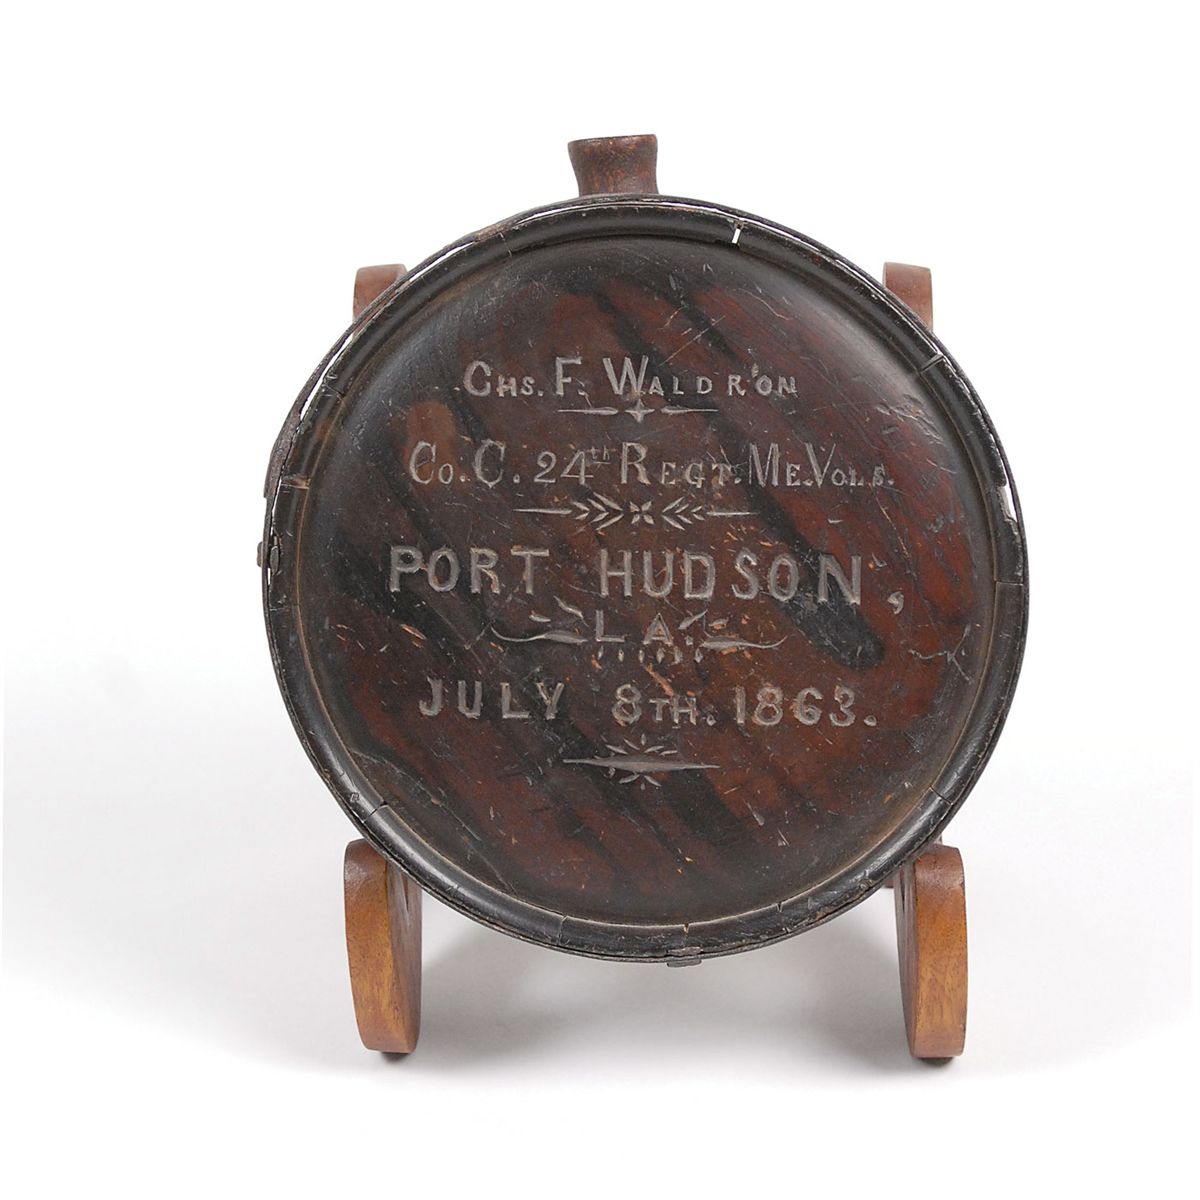 Chs. F. Waldron
Co. C. 24th Regt. Me. Vols.
PORT HUDSON,
LA.
JULY 8TH. 1863.